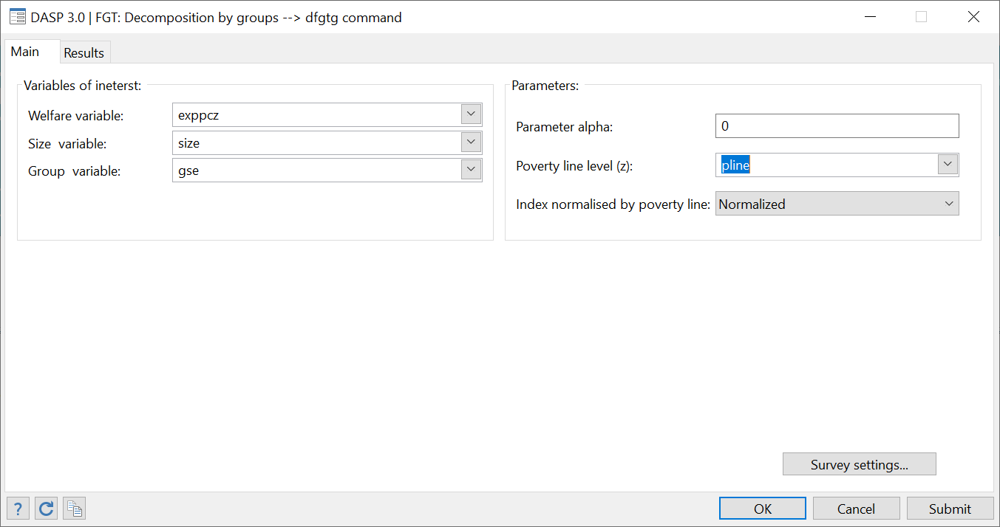 DASP 3.0 | FGT: Decomposition by groups --> dfgtg command
Main
Results
Variables of ineterst:
Welfare variable:
exppcz
Size variable:
size
Group variable:
gse
Parameters:
Parameter alpha:
0
Poverty line level (z):
pline
Index normalised by poverty line:
Normalized
Survey settings...
?
OK
Cancel
Submit